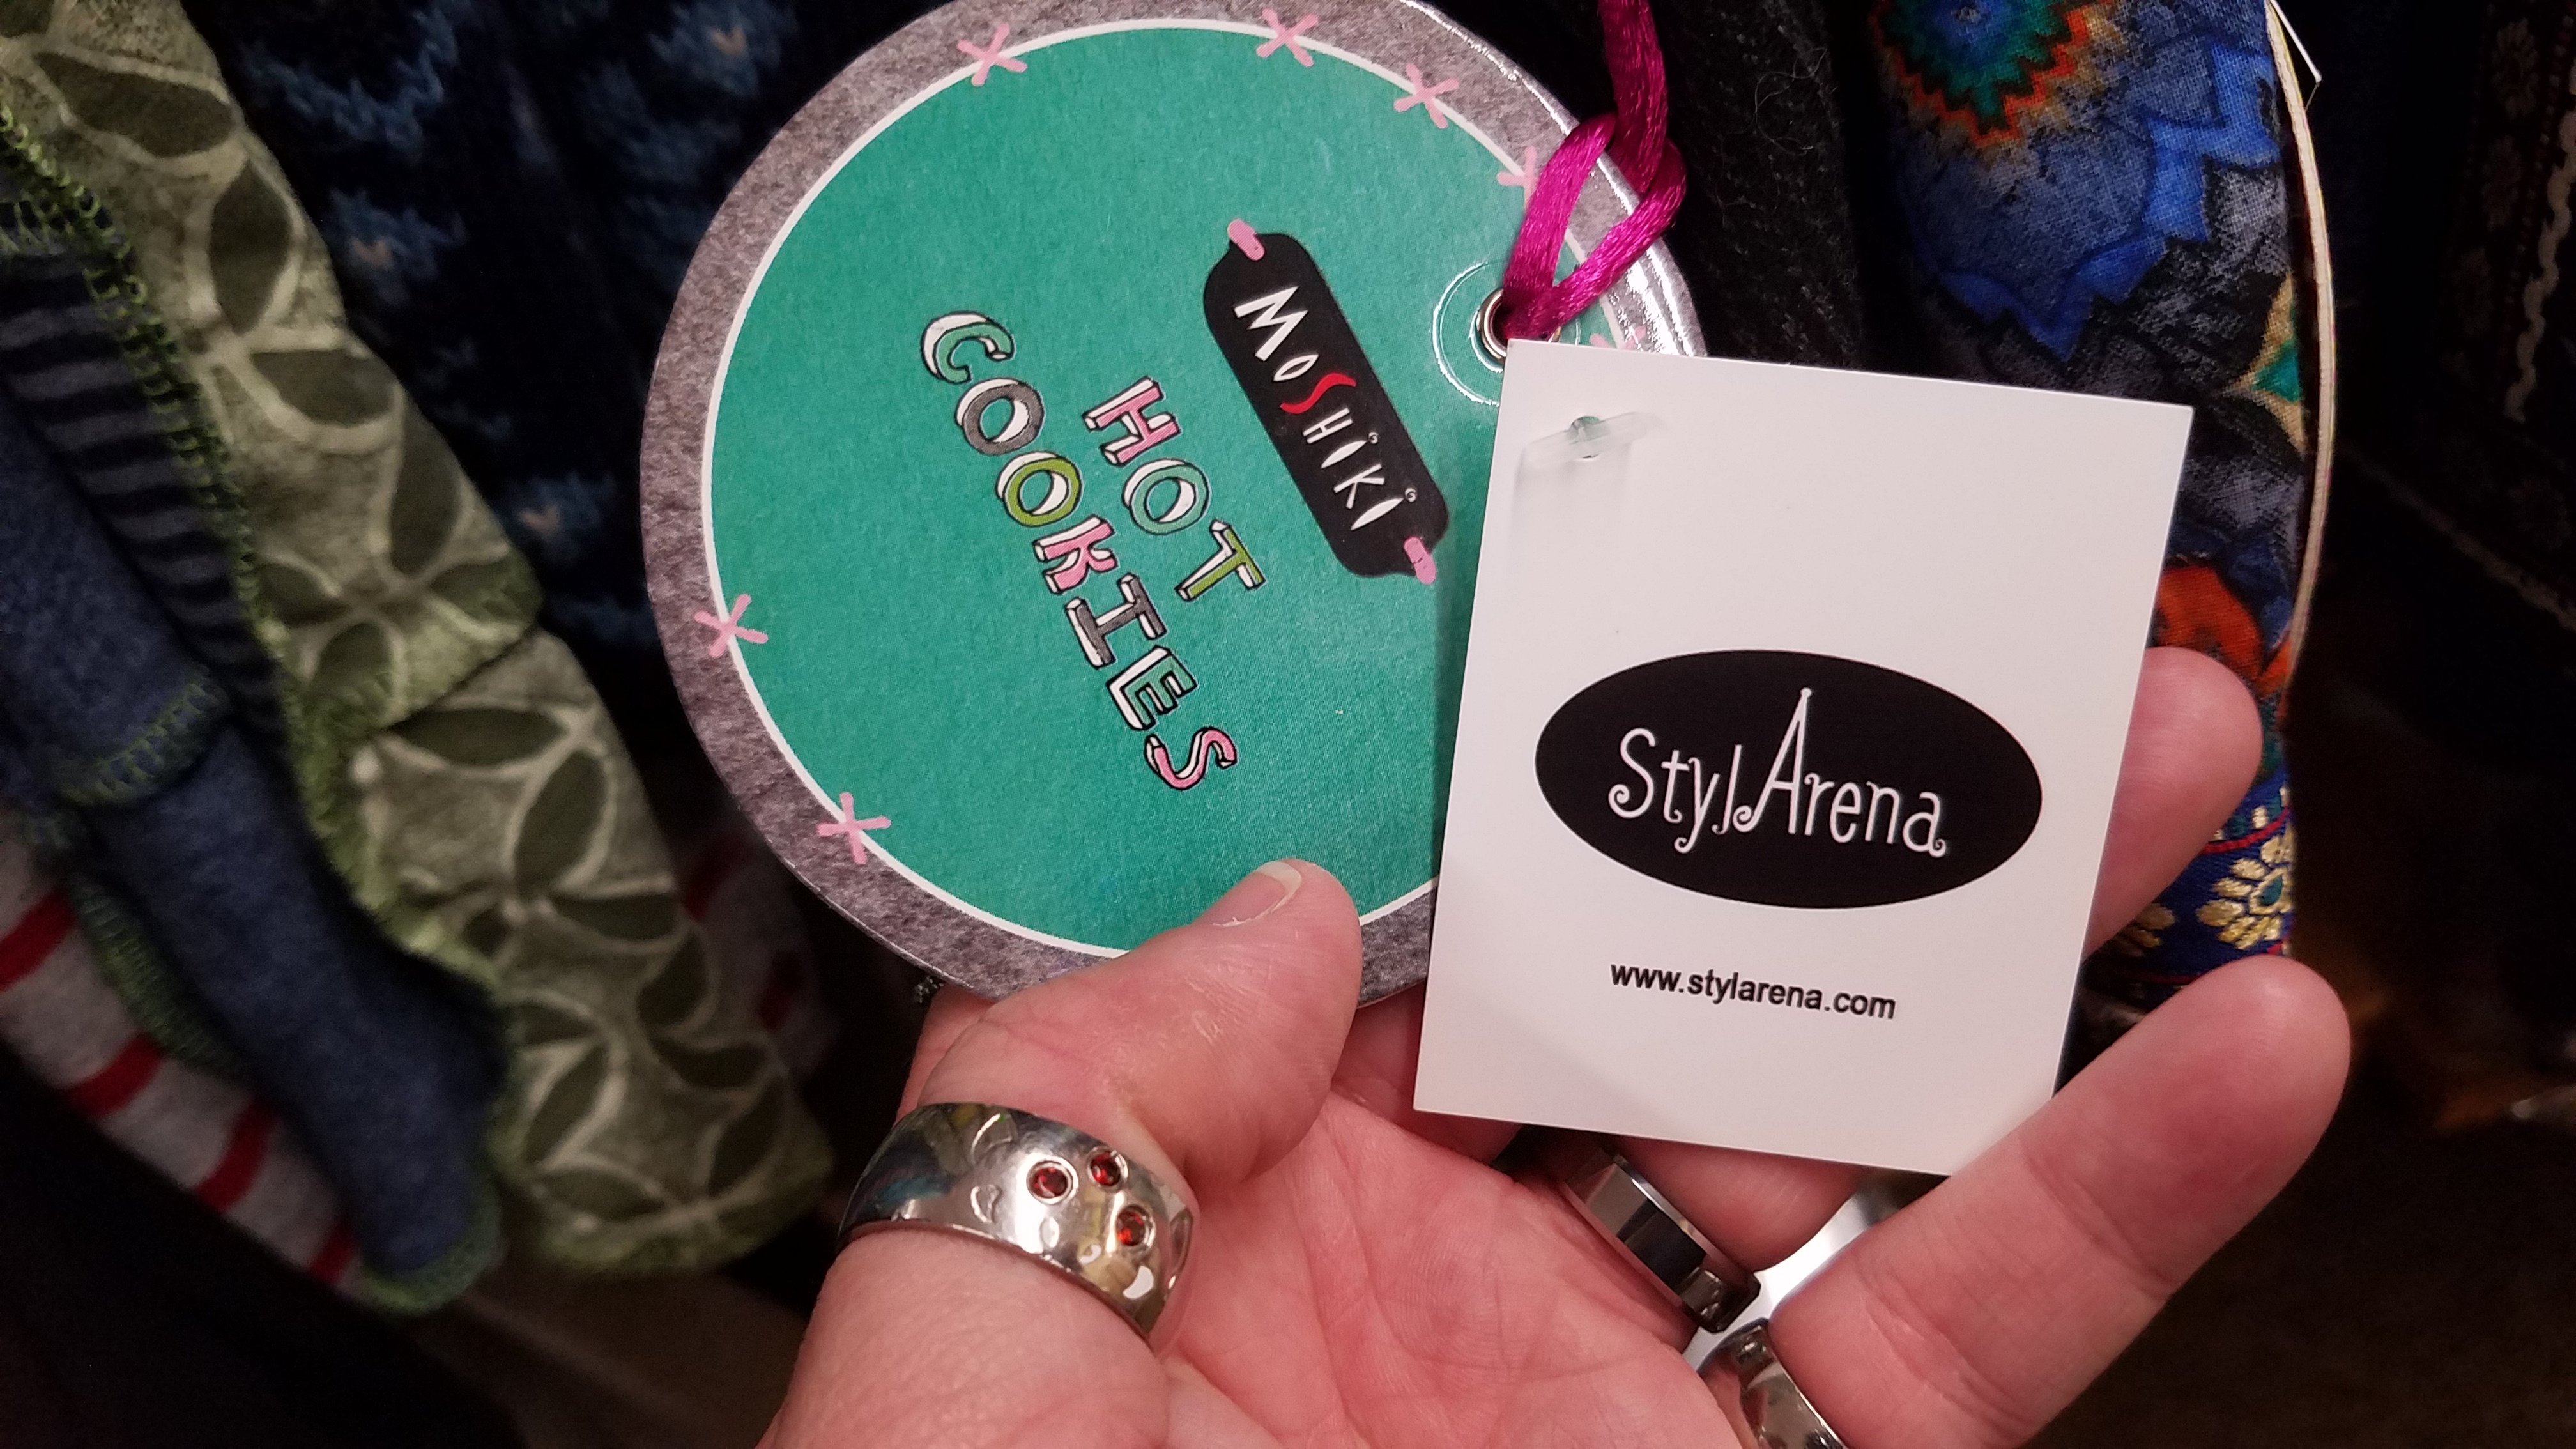 MoSHiKi
HOT
COOKIES
StylArena
www.stylarena.com